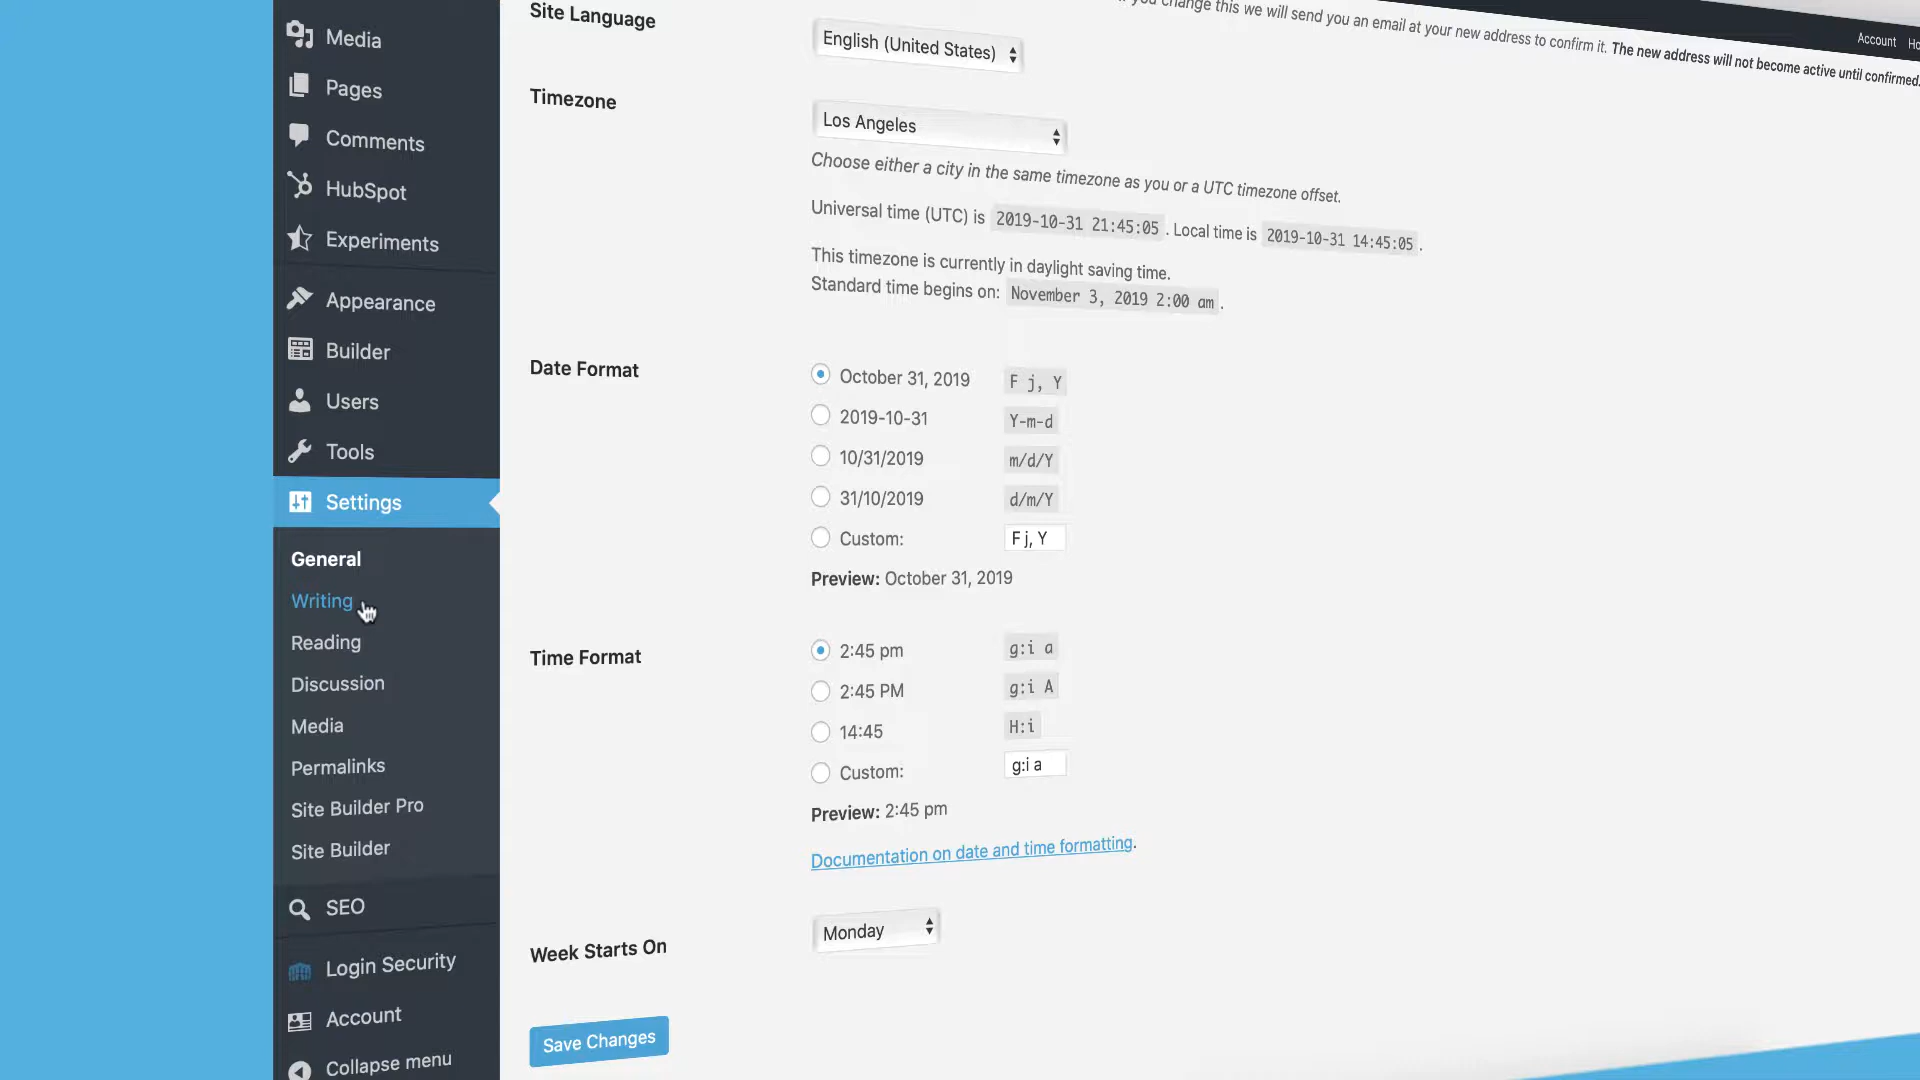 Media
Pages
Comments
HubSpot
Experiments
Appearance
Builder
Users
Tools
Settings
General
Writing
Reading
Discussion
Media
Permalinks
Site Builder Pro
Site Builder
SEO
Login Security
Account
Collapse menu
Account
change this we will send you an email at your new address to confirm it. The new address will not become active until confirmed.
Site Language
English (United States)
Timezone
Los Angeles
Choose either a city in the same timezone as you or a UTC timezone offset.
Universal time (UTC) is 2019-10-31 21:45:05 . Local time is 2019-10-31 14:45:05 .
This timezone is currently in daylight saving time.
Standard time begins on: November 3, 2019 2:00 am .
Date Format
October 31, 2019 F j, Y
2019-10-31 Y-m-d
10/31/2019 m/d/Y
31/10/2019 d/m/Y
Custom: F j, Y
Preview: October 31, 2019
Time Format
2:45 pm g:i a
2:45 PM g:i A
14:45 H:i
Custom: g:i a
Preview: 2:45 pm
Documentation on date and time formatting.
Week Starts On
Monday
Save Changes